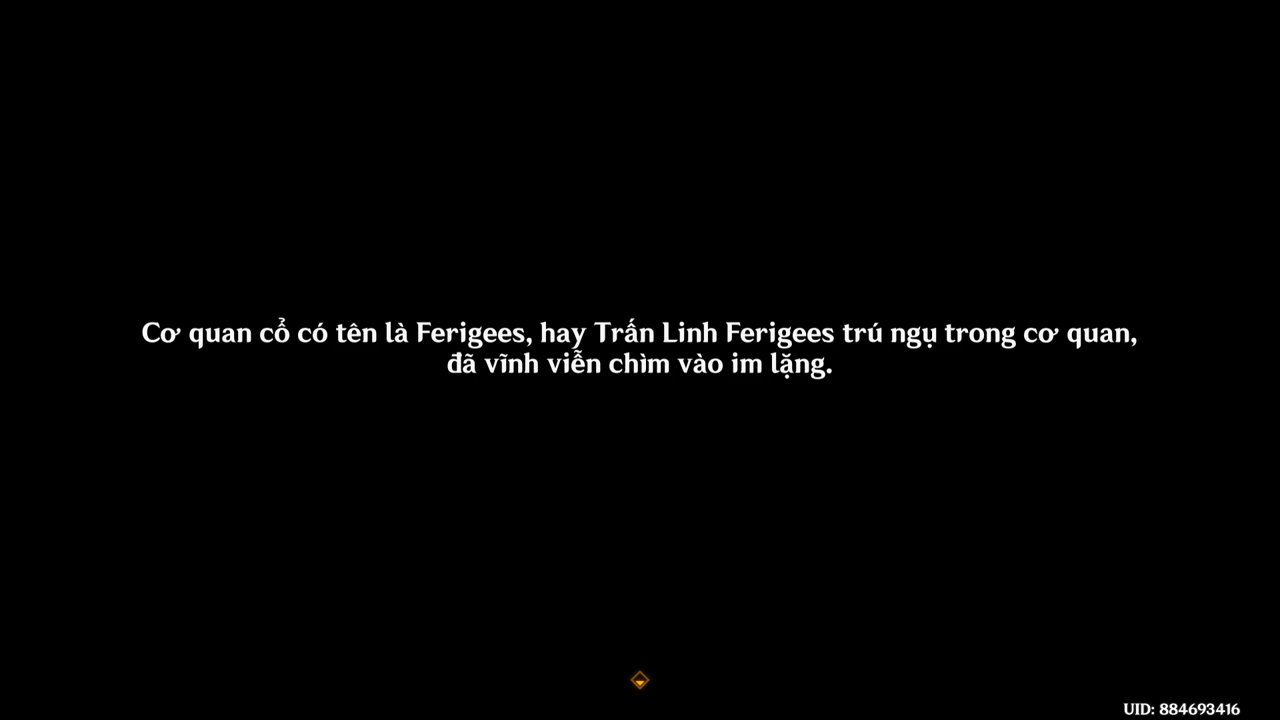 Cơ quan cổ có tên là Ferigees, hay Trấn Linh Ferigees trú ngụ trong cơ quan,
đã vĩnh viễn chìm vào im lặng.
UID: 884693416